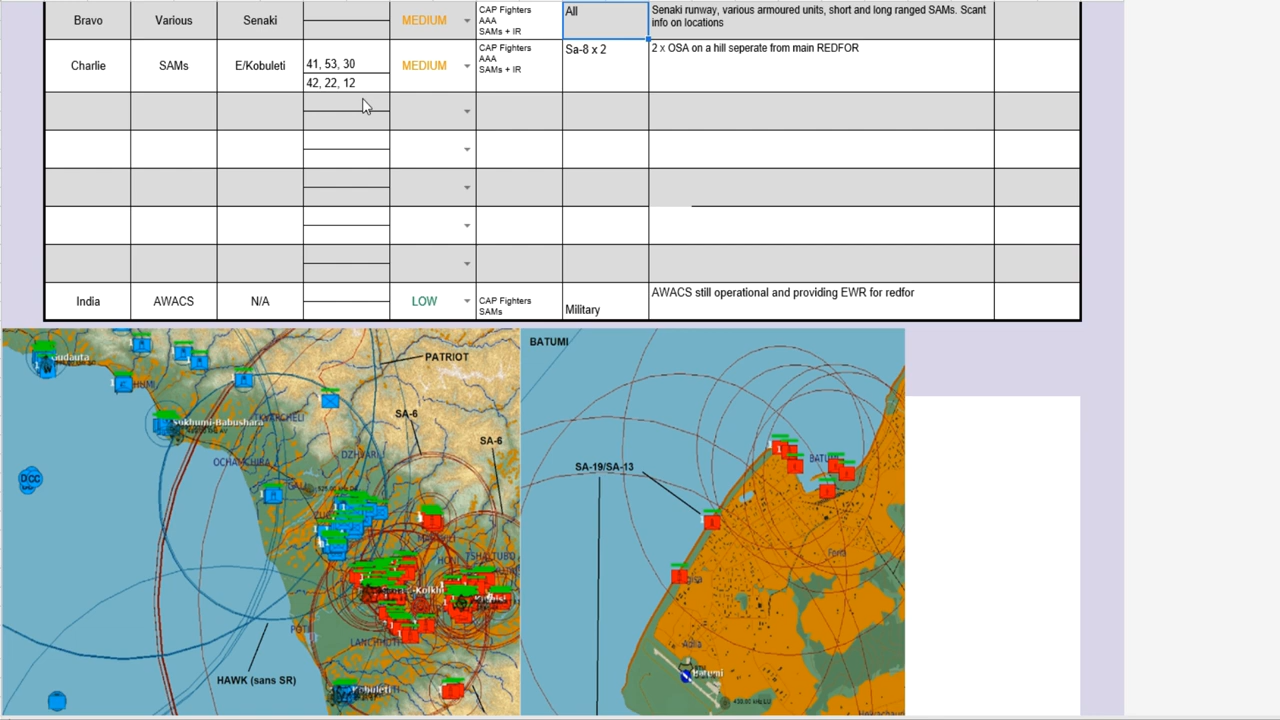 Bravo
Various
Senaki
MEDIUM
CAP Fighters
AAA
SAMs + IR
All
Senaki runway, various armoured units, short and long ranged SAMs. Scant
info on locations
Charlie
SAMs
E/Kobuleti
41, 53, 30
42, 22, 12
MEDIUM
CAP Fighters
AAA
SAMs + IR
Sa-8 x 2
2 x OSA on a hill seperate from main REDFOR
India
AWACS
N/A
LOW
CAP Fighters
SAMs
Military
AWACS still operational and providing EWR for redfor
Gudauta
PATRIOT
SA-6
Sukhumi-Babushara
SA-6
OCHAMCHIRA
DZHVARI
GALI
HAWK (sans SR)
Kobuleti
BATUMI
SA-19/SA-13
Adlia
Batumi